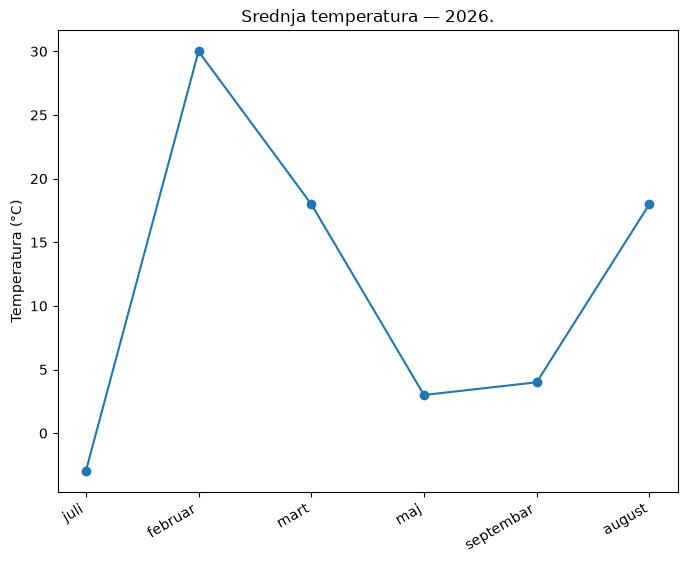 Srednja temperatura — 2026.
Temperatura (°C)
30
25
20
15
10
5
0
juli
februar
mart
maj
septembar
august